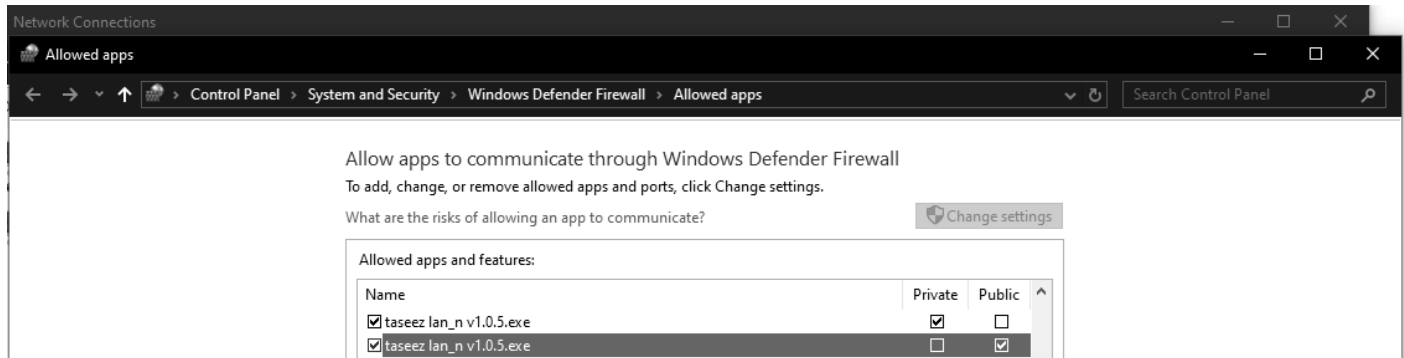 Network Connections
Allowed apps
Control Panel > System and Security > Windows Defender Firewall > Allowed apps
Search Control Panel
Allow apps to communicate through Windows Defender Firewall
To add, change, or remove allowed apps and ports, click Change settings.
What are the risks of allowing an app to communicate?
Change settings
Allowed apps and features:
Name Private Public
taseez lan_n v1.0.5.exe
taseez lan_n v1.0.5.exe